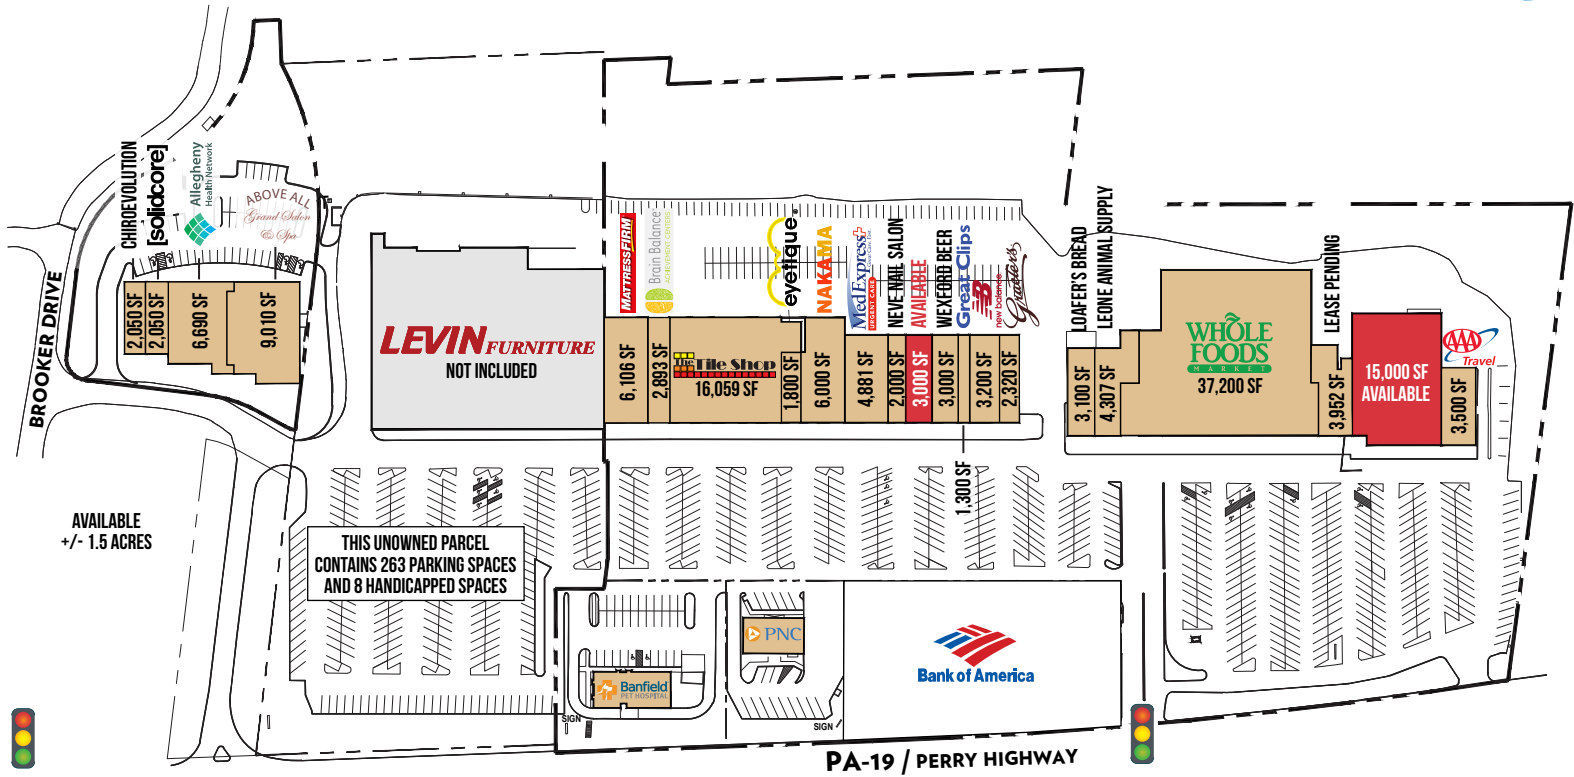 CHIROEVOLUTION
[solidcore]
Allegheny
Health Network
ABOVE ALL
Grand Salon
& Spa
2,050 SF
2,050 SF
6,690 SF
9,010 SF
BROOKER DRIVE
LEVIN FURNITURE
NOT INCLUDED
MATTRESSFIRM
Brain Balance
ACHIEVEMENT CENTERS
eyetique
NAKAMA
MedExpress
URGENT CARE
NEVE NAIL SALON
AVAILABLE
WEXFORD BEER
Great Clips
NB
new balance
Graeter's
6,106 SF
2,893 SF
The Tile Shop
16,059 SF
1,800 SF
6,000 SF
4,881 SF
2,000 SF
3,000 SF
3,000 SF
1,300 SF
3,200 SF
2,320 SF
LOAFER'S BREAD
LEONE ANIMAL SUPPLY
3,100 SF
4,307 SF
WHOLE
FOODS
MARKET
37,200 SF
LEASE PENDING
3,952 SF
15,000 SF
AVAILABLE
AAA
Travel
3,500 SF
AVAILABLE
+/- 1.5 ACRES
THIS UNOWNED PARCEL
CONTAINS 263 PARKING SPACES
AND 8 HANDICAPPED SPACES
Banfield
PET HOSPITAL
SIGN
PNC
SIGN
Bank of America
PA-19 / PERRY HIGHWAY